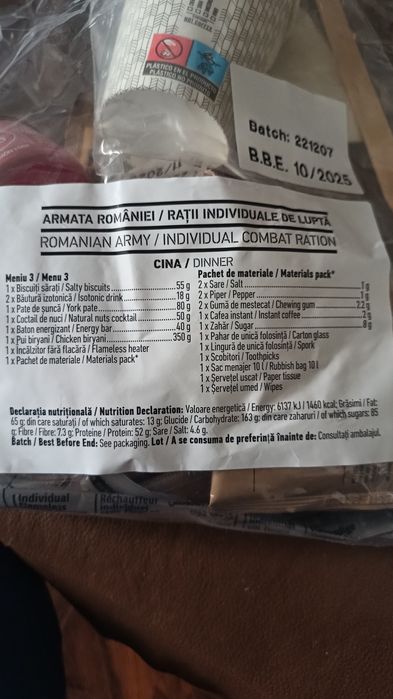 PLASTICO EN EL PRODUCTO
PLÁSTICO NO
Batch: 221207
B.B.E. 10/2025
ARMATA ROMÂNIEI / RAȚII INDIVIDUALE DE LUPTĂ
ROMANIAN ARMY / INDIVIDUAL COMBAT RATION
CINA / DINNER
Meniu 3 / Menu 3
1 x Biscuiți sărați / Salty biscuits 55 g
2 x Băutură izotonică / Isotonic drink 18 g
1 x Pate de șuncă / York pate 80 g
1 x Coctail de nuci / Natural nuts cocktail 50 g
1 x Baton energizant / Energy bar 40 g
1 x Pui biryani / Chicken biryani 350 g
1 x Încălzitor fără flacără / Flameless heater
1 x Pachet de materiale / Materials pack*
Pachet de materiale / Materials pack*
2 x Sare / Salt 1 g
2 x Piper / Pepper 1 g
2 x Gumă de mestecat / Chewing gum
1 x Cafea instant / Instant coffee 2 g
1 x Zahăr / Sugar 8 g
1 x Pahar de unică folosință / Carton glass
1 x Lingură de unică folosință / Spork
1 x Scobitori / Toothpicks
1 x Sac menajer 10 l / Rubbish bag 10 l
1 x Șervețel uscat / Paper tissue
1 x Șervețel umed / Wipes
Declarația nutrițională / Nutrition Declaration: Valoare energetică / Energy: 6137 kJ / 1460 kcal; Grăsimi / Fat:
65 g; din care saturați / of which saturates: 13 g; Glucide / Carbohydrate: 163 g; din care zaharuri / of which sugars: 85
g; Fibre / Fibre: 7.3 g; Proteine / Protein: 52 g; Sare / Salt: 4.6 g.
Batch / Best Before End: See packaging. Lot / A se consuma de preferință înainte de: Consultați ambalajul.
Individual
Flameless
Réchauffeur
individuel